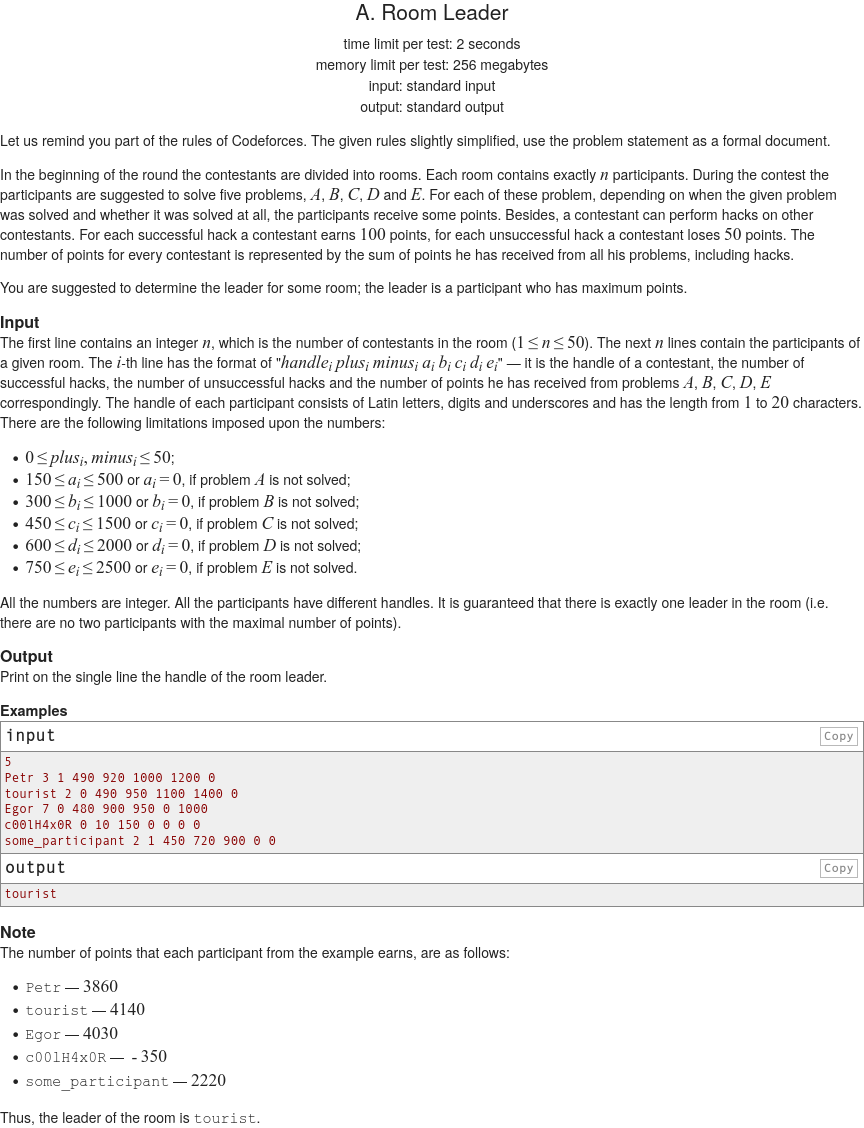 A. Room Leader
time limit per test: 2 seconds
memory limit per test: 256 megabytes
input: standard input
output: standard output
Let us remind you part of the rules of Codeforces. The given rules slightly simplified, use the problem statement as a formal document.
In the beginning of the round the contestants are divided into rooms. Each room contains exactly n participants. During the contest the
participants are suggested to solve five problems, A, B, C, D and E. For each of these problem, depending on when the given problem
was solved and whether it was solved at all, the participants receive some points. Besides, a contestant can perform hacks on other
contestants. For each successful hack a contestant earns 100 points, for each unsuccessful hack a contestant loses 50 points. The
number of points for every contestant is represented by the sum of points he has received from all his problems, including hacks.
You are suggested to determine the leader for some room; the leader is a participant who has maximum points.
Input
The first line contains an integer n, which is the number of contestants in the room (1 ≤ n ≤ 50). The next n lines contain the participants of
a given room. The i-th line has the format of "handle_i plus_i minus_i a_i b_i c_i d_i e_i" — it is the handle of a contestant, the number of
successful hacks, the number of unsuccessful hacks and the number of points he has received from problems A, B, C, D, E
correspondingly. The handle of each participant consists of Latin letters, digits and underscores and has the length from 1 to 20 characters.
There are the following limitations imposed upon the numbers:
• 0 ≤ plus_i, minus_i ≤ 50;
• 150 ≤ a_i ≤ 500 or a_i = 0, if problem A is not solved;
• 300 ≤ b_i ≤ 1000 or b_i = 0, if problem B is not solved;
• 450 ≤ c_i ≤ 1500 or c_i = 0, if problem C is not solved;
• 600 ≤ d_i ≤ 2000 or d_i = 0, if problem D is not solved;
• 750 ≤ e_i ≤ 2500 or e_i = 0, if problem E is not solved.
All the numbers are integer. All the participants have different handles. It is guaranteed that there is exactly one leader in the room (i.e.
there are no two participants with the maximal number of points).
Output
Print on the single line the handle of the room leader.
Examples
input Copy
5
Petr 3 1 490 920 1000 1200 0
tourist 2 0 490 950 1100 1400 0
Egor 7 0 480 900 950 0 1000
c00lH4x0R 0 10 150 0 0 0 0
some_participant 2 1 450 720 900 0 0
output Copy
tourist
Note
The number of points that each participant from the example earns, are as follows:
• Petr — 3860
• tourist — 4140
• Egor — 4030
• c00lH4x0R — - 350
• some_participant — 2220
Thus, the leader of the room is tourist.